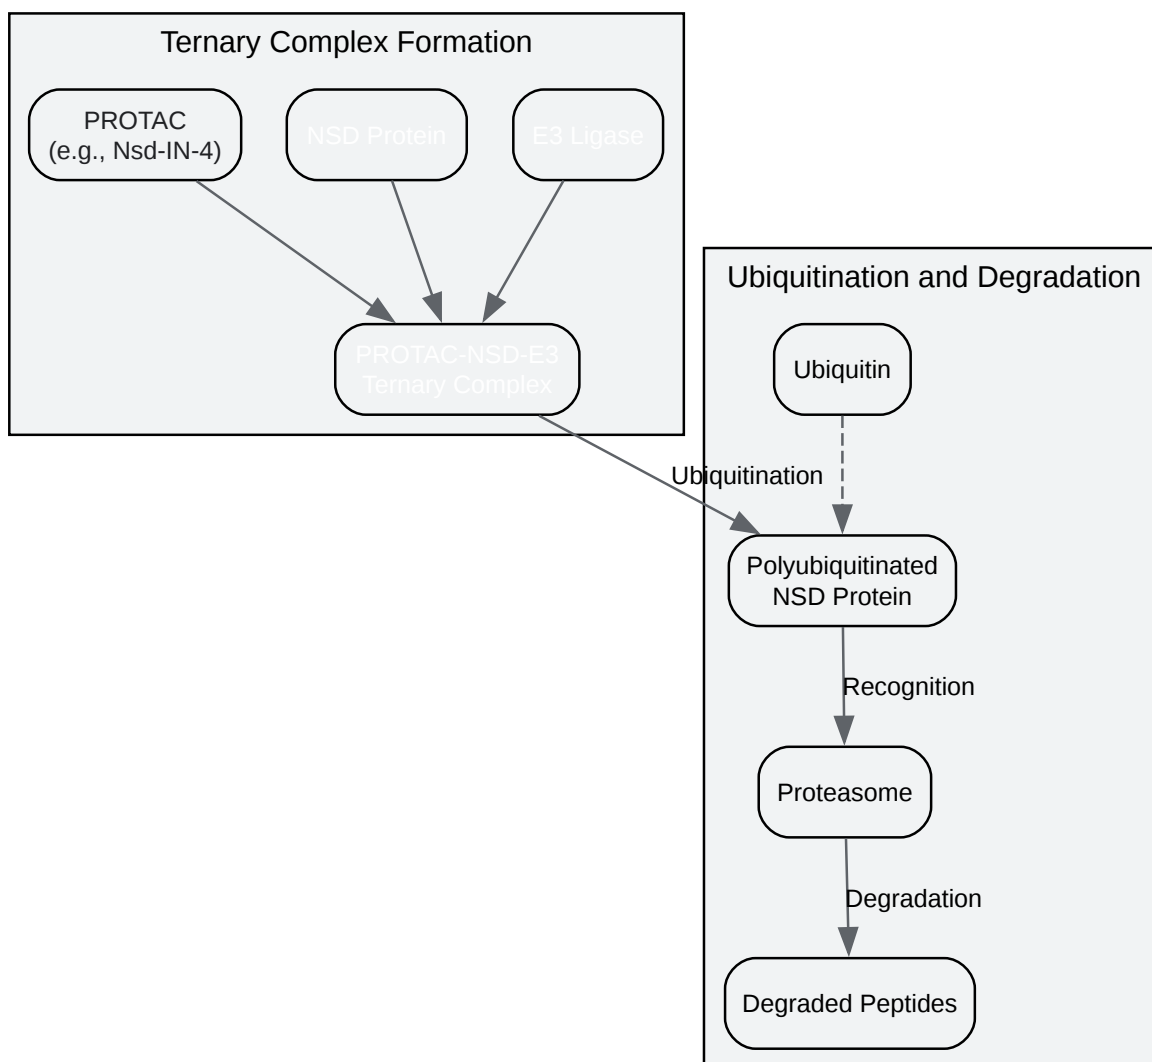 Ternary Complex Formation
PROTAC
(e.g., Nsd-IN-4)
NSD Protein
E3 Ligase
PROTAC-NSD-E3
Ternary Complex
Ubiquitination and Degradation
Ubiquitin
Ubiquitination
Polyubiquitinated
NSD Protein
Recognition
Proteasome
Degradation
Degraded Peptides